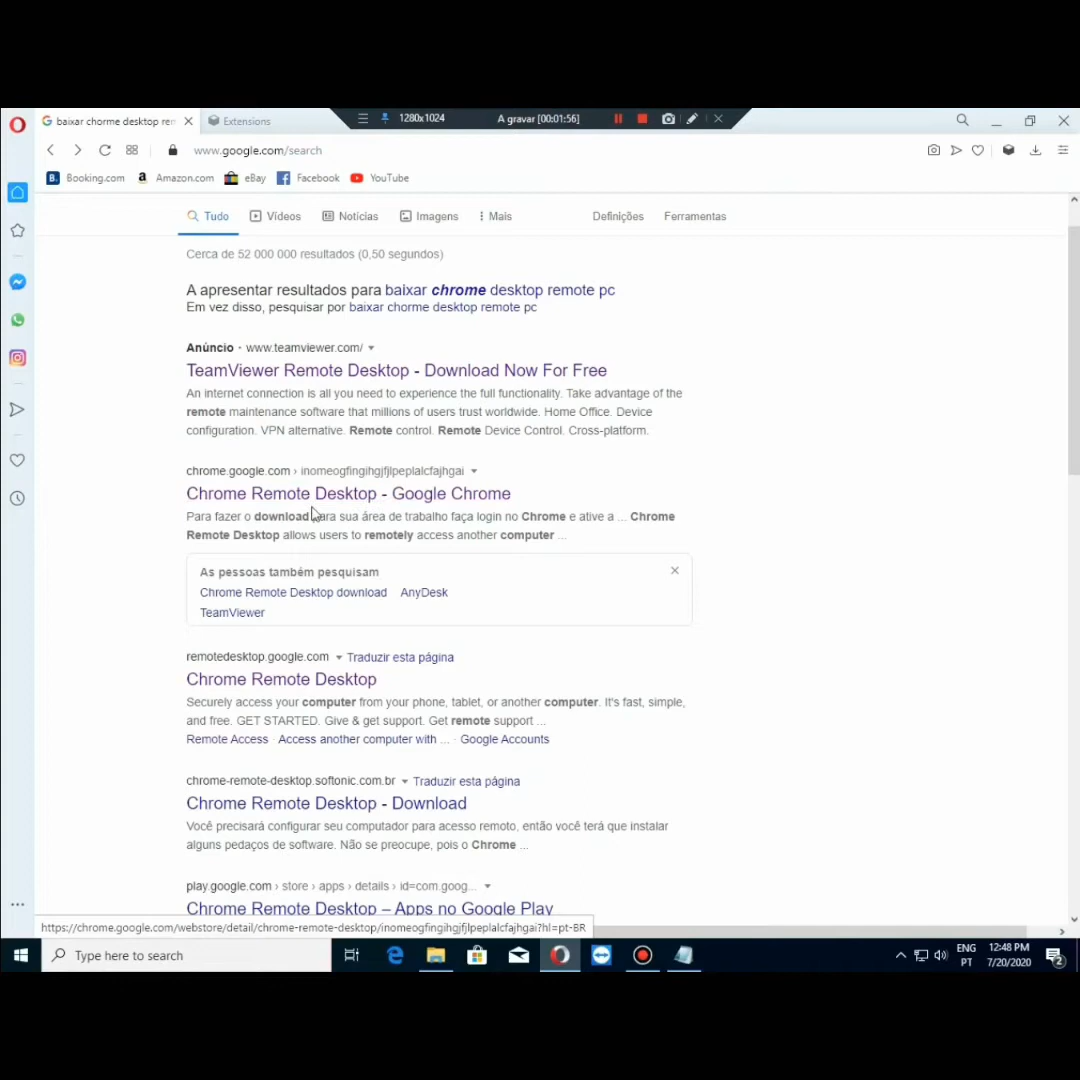 baixar chorme desktop ren
Extensions
1280x1024
A gravar [00:01:56]
www.google.com/search
Booking.com
Amazon.com
eBay
Facebook
YouTube
Tudo
Vídeos
Notícias
Imagens
Mais
Definições
Ferramentas
Cerca de 52 000 000 resultados (0,50 segundos)
A apresentar resultados para baixar chrome desktop remote pc
Em vez disso, pesquisar por baixar chorme desktop remote pc
Anúncio · www.teamviewer.com/
TeamViewer Remote Desktop - Download Now For Free
An internet connection is all you need to experience the full functionality. Take advantage of the
remote maintenance software that millions of users trust worldwide. Home Office. Device
configuration. VPN alternative. Remote control. Remote Device Control. Cross-platform.
chrome.google.com › inomeogfingihgjfjlpeplalcfajhgai
Chrome Remote Desktop - Google Chrome
Para fazer o download para sua área de trabalho faça login no Chrome e ative a ... Chrome
Remote Desktop allows users to remotely access another computer ...
As pessoas também pesquisam
Chrome Remote Desktop download
AnyDesk
TeamViewer
remotedesktop.google.com
Traduzir esta página
Chrome Remote Desktop
Securely access your computer from your phone, tablet, or another computer. It's fast, simple,
and free. GET STARTED. Give & get support. Get remote support ...
Remote Access · Access another computer with ... · Google Accounts
chrome-remote-desktop.softonic.com.br
Traduzir esta página
Chrome Remote Desktop - Download
Você precisará configurar seu computador para acesso remoto, então você terá que instalar
alguns pedaços de software. Não se preocupe, pois o Chrome ...
play.google.com › store › apps › details › id=com.goog...
Chrome Remote Desktop – Apps no Google Play
https://chrome.google.com/webstore/detail/chrome-remote-desktop/inomeogfingihgjfjlpeplalcfajhgai?hl=pt-BR
Type here to search
ENG
PT
12:48 PM
7/20/2020
2